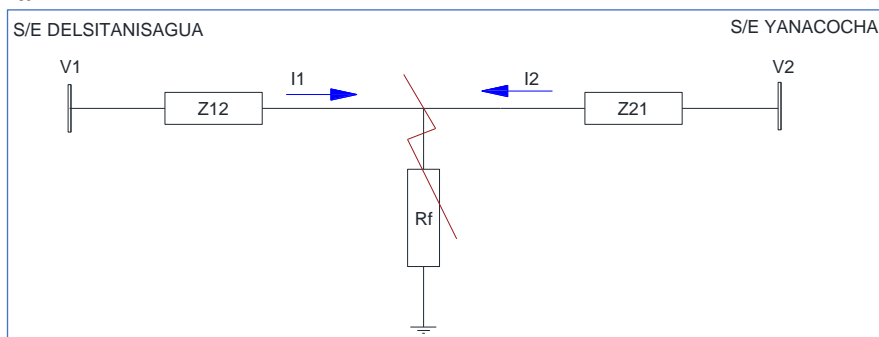 S/E DELSITANISAGUA
S/E YANACOCHA
V1
I1
I2
V2
Z12
Z21
Rf